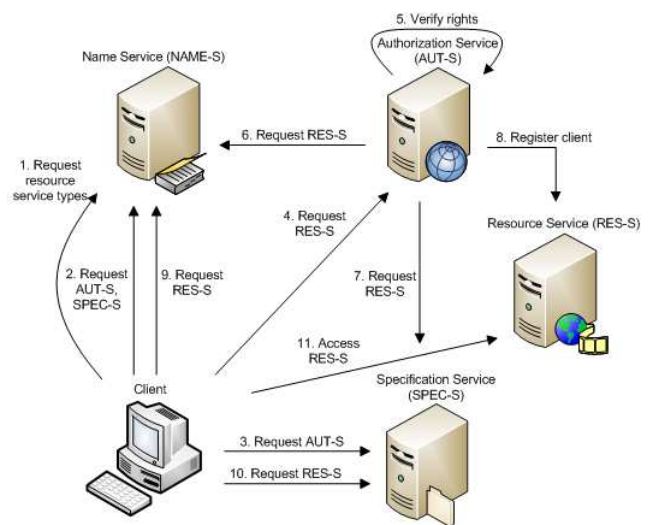 5. Verify rights
Authorization Service
(AUT-S)
Name Service (NAME-S)
6. Request RES-S
8. Register client
1. Request
resource
service types
4. Request
RES-S
Resource Service (RES-S)
2. Request
AUT-S,
SPEC-S
9. Request
RES-S
7. Request
RES-S
11. Access
RES-S
Client
Specification Service
(SPEC-S)
3. Request AUT-S
10. Request RES-S